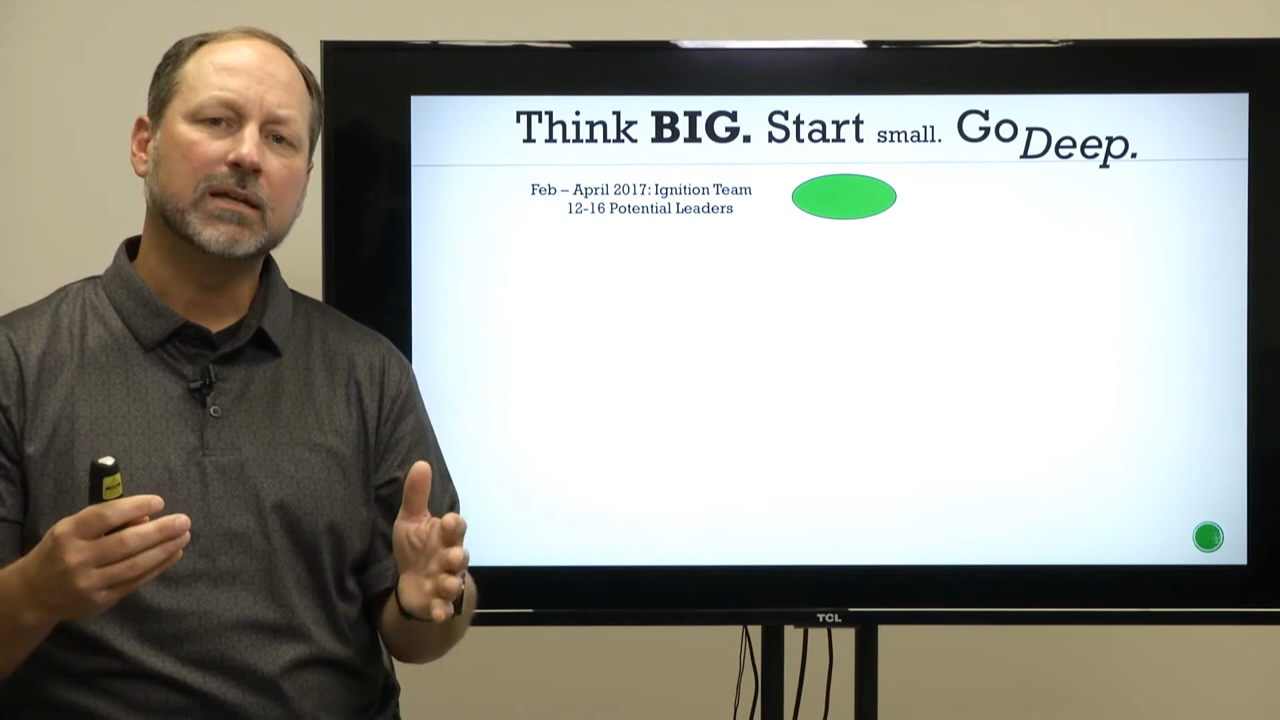 Think BIG. Start small. Go Deep.
Feb – April 2017: Ignition Team
12-16 Potential Leaders
TCL